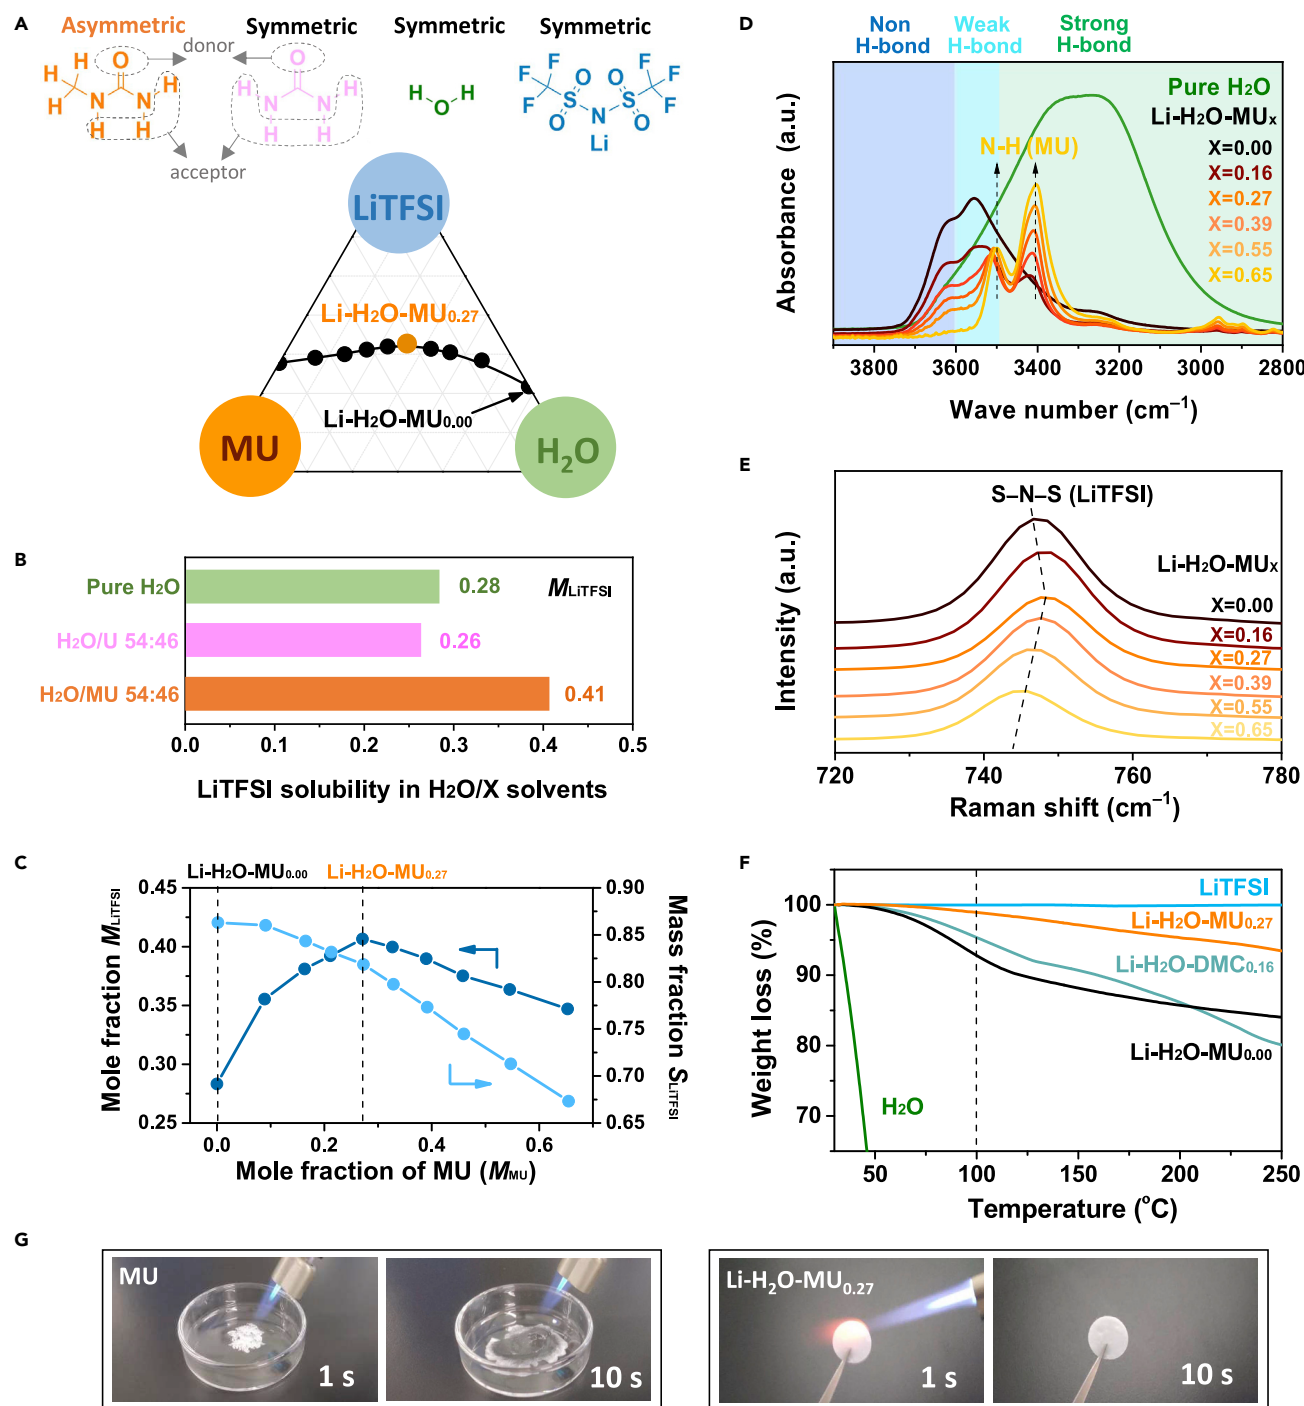 A
Asymmetric
Symmetric
Symmetric
Symmetric
donor
acceptor
H
H
H
O
N
N
H
H
H
O
H
N
N
H
H
H
H
O
H
F
F
F
O
O
S
N
S
O
O
F
F
F
Li
LiTFSI
Li-H₂O-MU₀.₂₇
Li-H₂O-MU₀.₀₀
MU
H₂O
B
Pure H₂O
0.28
MLiTFSI
H₂O/U 54:46
0.26
H₂O/MU 54:46
0.41
0.0 0.1 0.2 0.3 0.4 0.5
LiTFSI solubility in H₂O/X solvents
C
Li-H₂O-MU₀.₀₀ Li-H₂O-MU₀.₂₇
Mole fraction MLiTFSI
0.45
0.40
0.35
0.30
0.25
0.90
0.85
0.80
0.75
0.70
0.65
Mass fraction SLiTFSI
0.0 0.2 0.4 0.6
Mole fraction of MU (MMU)
D
Non H-bond
Weak H-bond
Strong H-bond
Pure H₂O
Li-H₂O-MUx
N-H (MU)
X=0.00
X=0.16
X=0.27
X=0.39
X=0.55
X=0.65
Absorbance (a.u.)
3800 3600 3400 3200 3000 2800
Wave number (cm⁻¹)
E
S–N–S (LiTFSI)
Li-H₂O-MUx
X=0.00
X=0.16
X=0.27
X=0.39
X=0.55
X=0.65
Intensity (a.u.)
720 740 760 780
Raman shift (cm⁻¹)
F
LiTFSI
Li-H₂O-MU₀.₂₇
Li-H₂O-DMC₀.₁₆
Li-H₂O-MU₀.₀₀
H₂O
Weight loss (%)
100
90
80
70
50 100 150 200 250
Temperature (°C)
G
MU
1 s
10 s
Li-H₂O-MU₀.₂₇
1 s
10 s